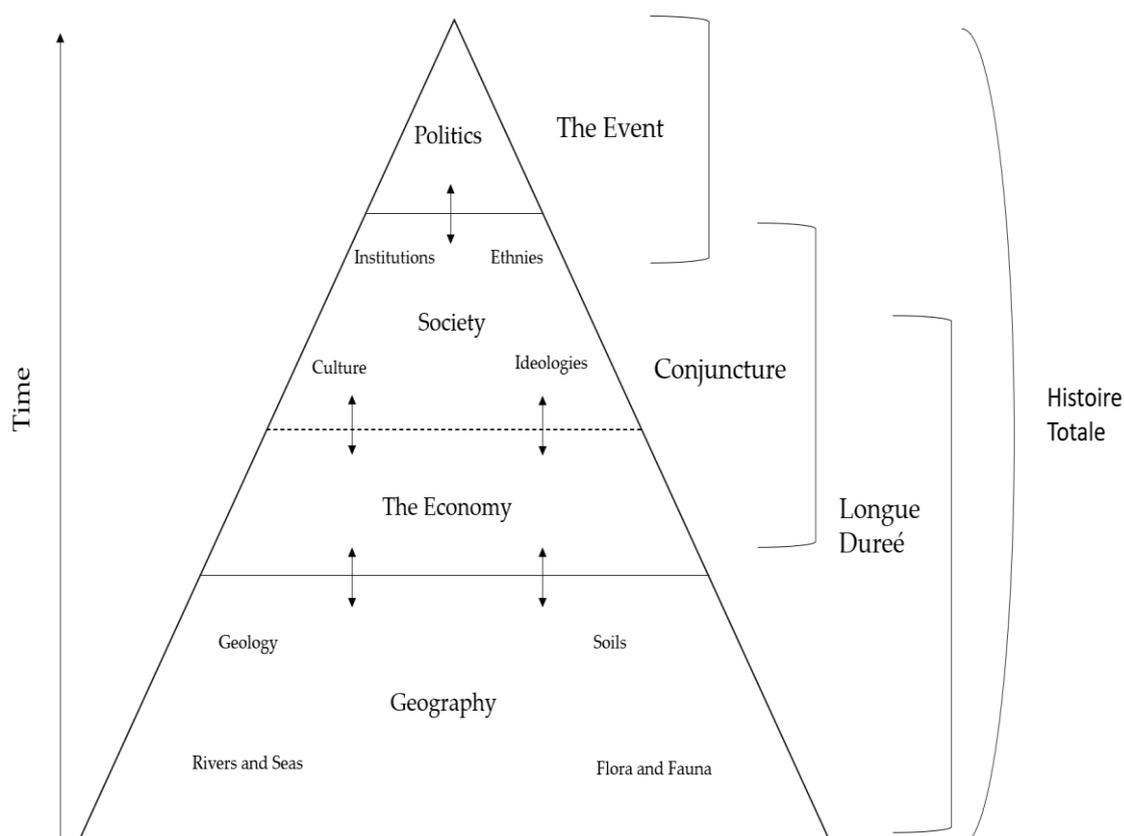 Politics
The Event
Institutions
Ethnies
Society
Culture
Ideologies
Conjuncture
Time
Histoire
Totale
The Economy
Longue
Dureé
Geology
Soils
Geography
Rivers and Seas
Flora and Fauna